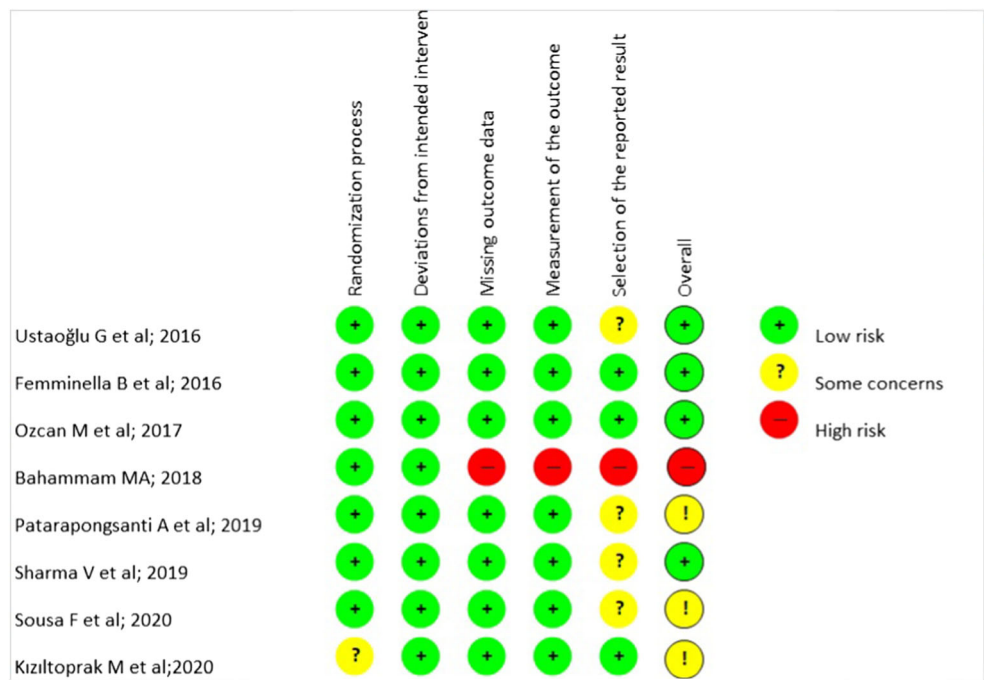 Randomization process
Deviations from intended interven
Missing outcome data
Measurement of the outcome
Selection of the reported result
Overall
Ustaoğlu G et al; 2016 + + + + ? +
+ Low risk
Femminella B et al; 2016 + + + + + +
? Some concerns
Ozcan M et al; 2017 + + + + + +
− High risk
Bahammam MA; 2018 + + − − − −
Patarapongsanti A et al; 2019 + + + + ? !
Sharma V et al; 2019 + + + + ? +
Sousa F et al; 2020 + + + + ? !
Kızıltoprak M et al;2020 ? + + + + !